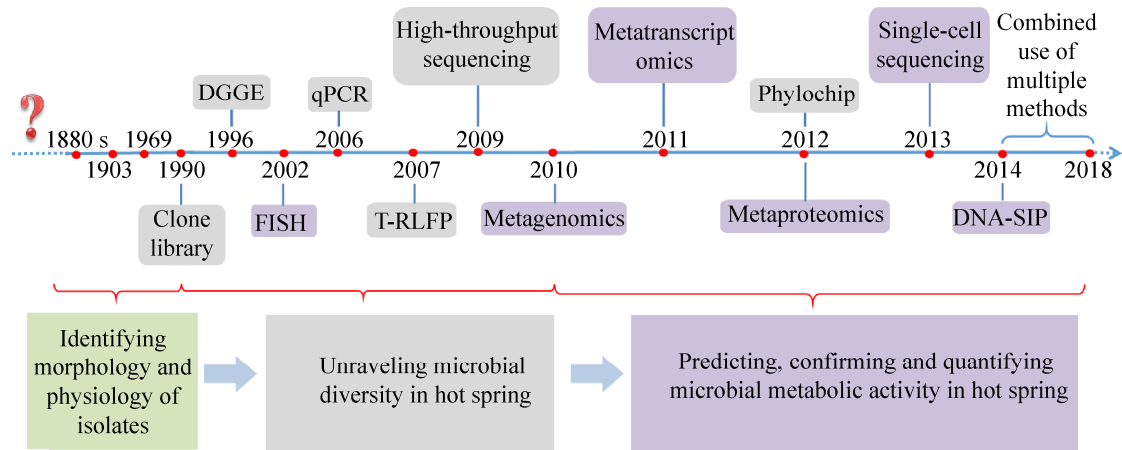 High-throughput
sequencing
Metatranscript
omics
Single-cell
sequencing
Combined
use of
multiple
methods
DGGE
qPCR
Phylochip
?
1880 s
1969
1996
2006
2009
2011
2012
2013
1903
1990
2002
2007
2010
2014
2018
Clone
library
FISH
T-RLFP
Metagenomics
Metaproteomics
DNA-SIP
Identifying
morphology and
physiology of
isolates
Unraveling microbial
diversity in hot spring
Predicting, confirming and quantifying
microbial metabolic activity in hot spring